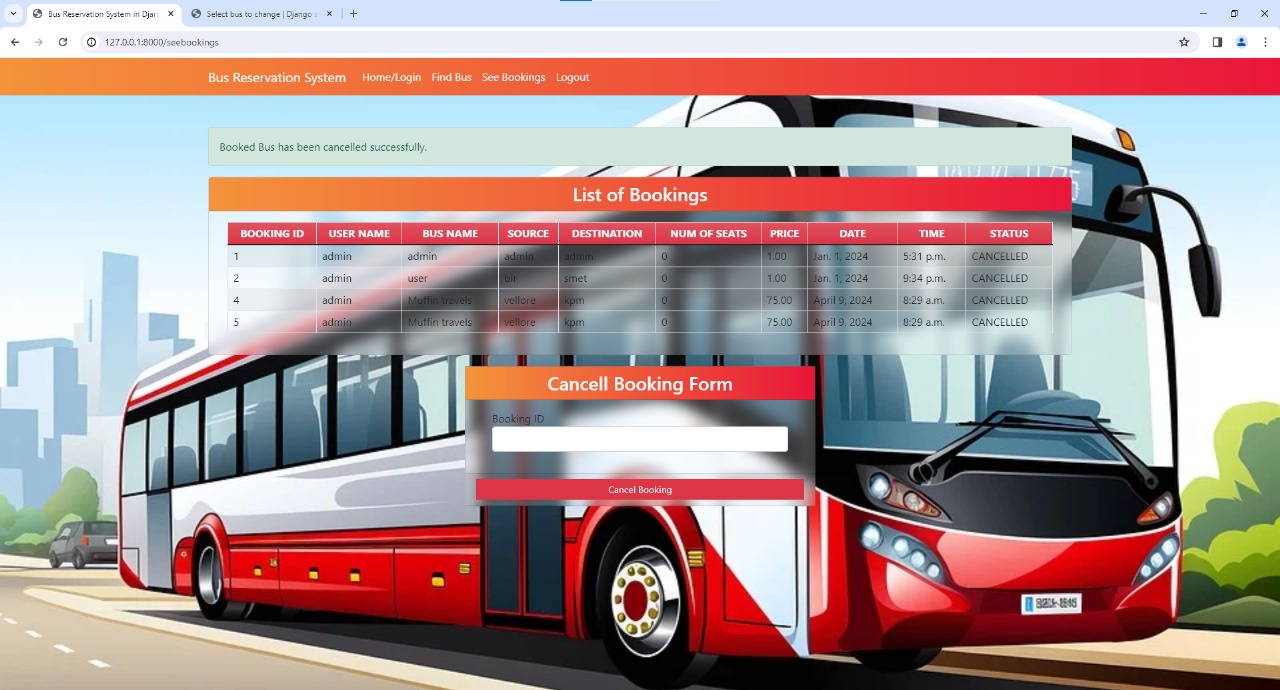 Bus Reservation System in Djan
Select bus to change | Django s
127.0.0.1:8000/seebookings
Bus Reservation System Home/Login Find Bus See Bookings Logout
Booked Bus has been cancelled successfully.
List of Bookings
BOOKING ID USER NAME BUS NAME SOURCE DESTINATION NUM OF SEATS PRICE DATE TIME STATUS
1 admin admin admin admin 0 1.00 Jan. 1, 2024 5:31 p.m. CANCELLED
2 admin user blr smet 0 1.00 Jan. 1, 2024 9:34 p.m. CANCELLED
4 admin Muffin travels vellore kpm 0 75.00 April 9, 2024 8:29 a.m. CANCELLED
5 admin Muffin travels vellore kpm 0 75.00 April 9, 2024 8:29 a.m. CANCELLED
Cancell Booking Form
Booking ID
Cancel Booking